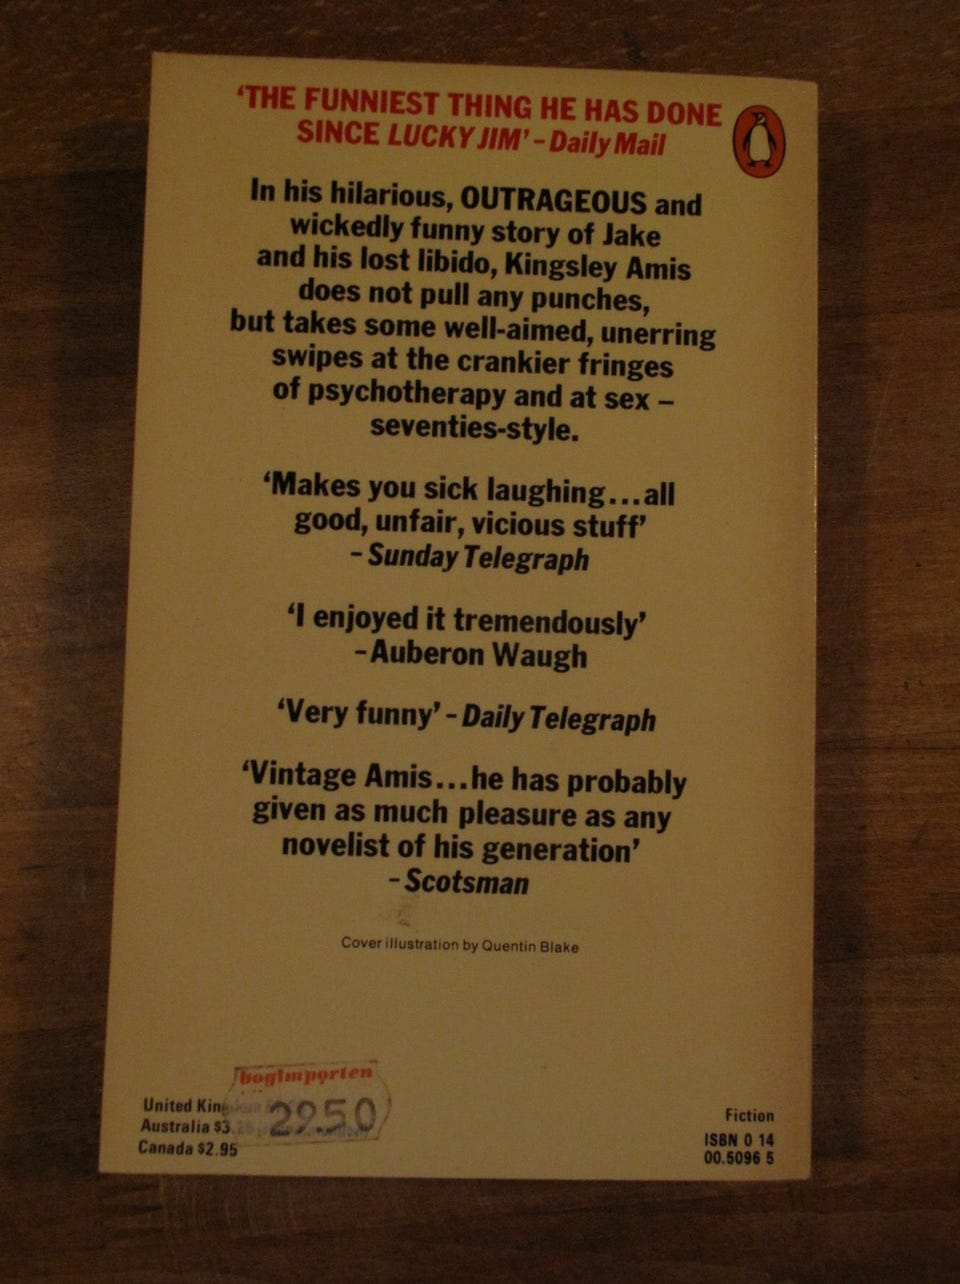 ‘THE FUNNIEST THING HE HAS DONE
SINCE LUCKY JIM’ – Daily Mail
In his hilarious, OUTRAGEOUS and
wickedly funny story of Jake
and his lost libido, Kingsley Amis
does not pull any punches,
but takes some well-aimed, unerring
swipes at the crankier fringes
of psychotherapy and at sex –
seventies-style.
‘Makes you sick laughing...all
good, unfair, vicious stuff’
– Sunday Telegraph
‘I enjoyed it tremendously’
– Auberon Waugh
‘Very funny’ – Daily Telegraph
‘Vintage Amis...he has probably
given as much pleasure as any
novelist of his generation’
– Scotsman
Cover illustration by Quentin Blake
bogimporten
29.50
United
Australia $3.
Canada $2.95
Fiction
ISBN 0 14
00.5096 5